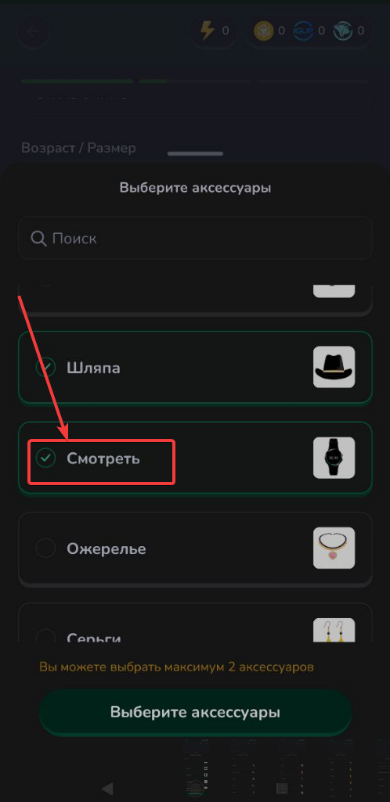 0
0
0
0
Возраст / Размер
Выберите аксессуары
Поиск
Шляпа
Смотреть
Ожерелье
Серьги
Вы можете выбрать максимум 2 аксессуаров
Выберите аксессуары